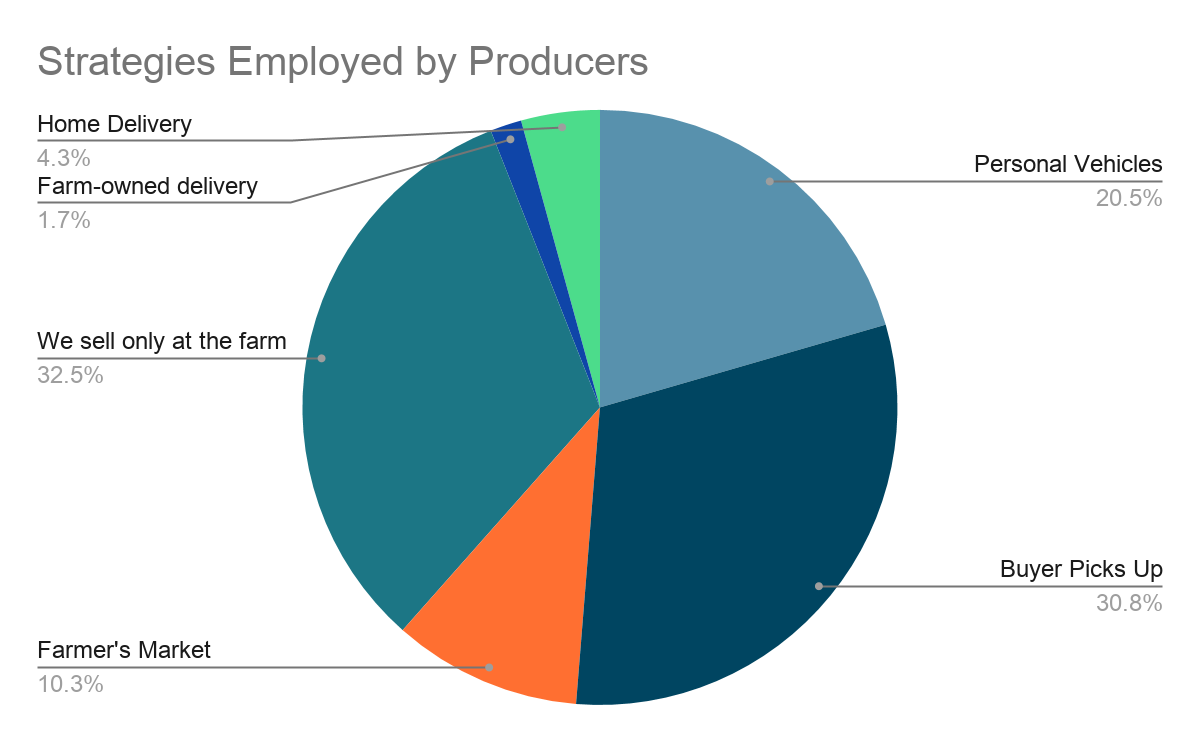 Strategies Employed by Producers
Home Delivery
4.3%
Farm-owned delivery
1.7%
We sell only at the farm
32.5%
Farmer's Market
10.3%
Personal Vehicles
20.5%
Buyer Picks Up
30.8%